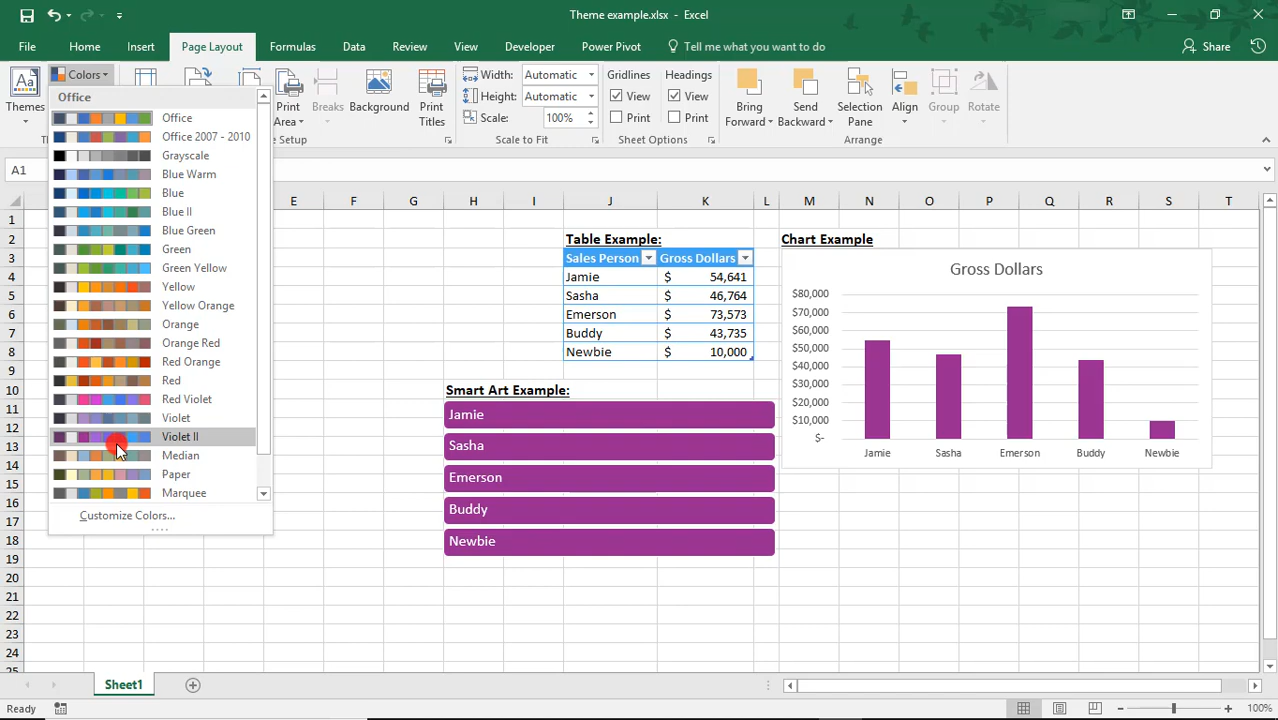 Theme example.xlsx - Excel
File Home Insert Page Layout Formulas Data Review View Developer Power Pivot Tell me what you want to do Share
Themes
Colors
Print
Area
Breaks
Background
Print
Titles
Width: Automatic
Height: Automatic
Scale: 100%
Scale to Fit
Gridlines
View
Print
Headings
View
Print
Sheet Options
Bring
Forward
Send
Backward
Selection
Pane
Align
Group
Rotate
Arrange
e Setup
Office
Office
Office 2007 - 2010
Grayscale
Blue Warm
Blue
Blue II
Blue Green
Green
Green Yellow
Yellow
Yellow Orange
Orange
Orange Red
Red Orange
Red
Red Violet
Violet
Violet II
Median
Paper
Marquee
Customize Colors...
A1
E F G H I J K L M N O P Q R S T
1
2
3
4
5
6
7
8
9
10
11
12
13
14
15
16
17
18
19
20
21
22
23
24
25
Table Example:
Sales Person Gross Dollars
Jamie $ 54,641
Sasha $ 46,764
Emerson $ 73,573
Buddy $ 43,735
Newbie $ 10,000
Smart Art Example:
Jamie
Sasha
Emerson
Buddy
Newbie
Chart Example
Gross Dollars
$80,000
$70,000
$60,000
$50,000
$40,000
$30,000
$20,000
$10,000
$-
Jamie Sasha Emerson Buddy Newbie
Sheet1
Ready
100%